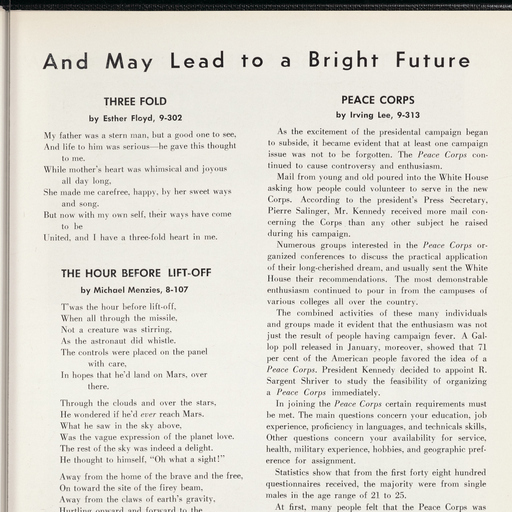 And May Lead to a Bright Future
THREE FOLD
by Esther Floyd, 9-302
My father was a stern man, but a good one to see,
And life to him was serious—he gave this thought
to me.
While mother's heart was whimsical and joyous
all day long,
She made me carefree, happy, by her sweet ways
and song.
But now with my own self, their ways have come
to be
United, and I have a three-fold heart in me.
THE HOUR BEFORE LIFT-OFF
by Michael Menzies, 8-107
T'was the hour before lift-off,
When all through the missile,
Not a creature was stirring,
As the astronaut did whistle.
The controls were placed on the panel
with care,
In hopes that he'd land on Mars, over
there.
Through the clouds and over the stars,
He wondered if he'd ever reach Mars.
What he saw in the sky above,
Was the vague expression of the planet love.
The rest of the sky was indeed a delight.
He thought to himself, "Oh what a sight!"
Away from the home of the brave and the free,
On toward the site of the firey beam,
Away from the claws of earth's gravity,
Hurtling onward and forward to the
PEACE CORPS
by Irving Lee, 9-313
As the excitement of the presidental campaign began
to subside, it became evident that at least one campaign
issue was not to be forgotten. The Peace Corps con-
tinued to cause controversy and enthusiasm.
Mail from young and old poured into the White House
asking how people could volunteer to serve in the new
Corps. According to the president's Press Secretary,
Pierre Salinger, Mr. Kennedy received more mail con-
cerning the Corps than any other subject he raised
during his campaign.
Numerous groups interested in the Peace Corps or-
ganized conferences to discuss the practical application
of their long-cherished dream, and usually sent the White
House their recommendations. The most demonstrable
enthusiasm continued to pour in from the campuses of
various colleges all over the country.
The combined activities of these many individuals
and groups made it evident that the enthusiasm was not
just the result of people having campaign fever. A Gal-
lop poll released in January, moreover, showed that 71
per cent of the American people favored the idea of a
Peace Corps. President Kennedy decided to appoint R.
Sargent Shriver to study the feasibility of organizing
a Peace Corps immediately.
In joining the Peace Corps certain requirements must
be met. The main questions concern your education, job
experience, proficiency in languages, and technicals skills.
Other questions concern your availability for service,
health, military experience, hobbies, and geographic pref-
erence for assignment.
Statistics show that from the first forty eight hundred
questionnaires received, the majority were from single
males in the age range of 21 to 25.
At first, many people felt that the Peace Corps was